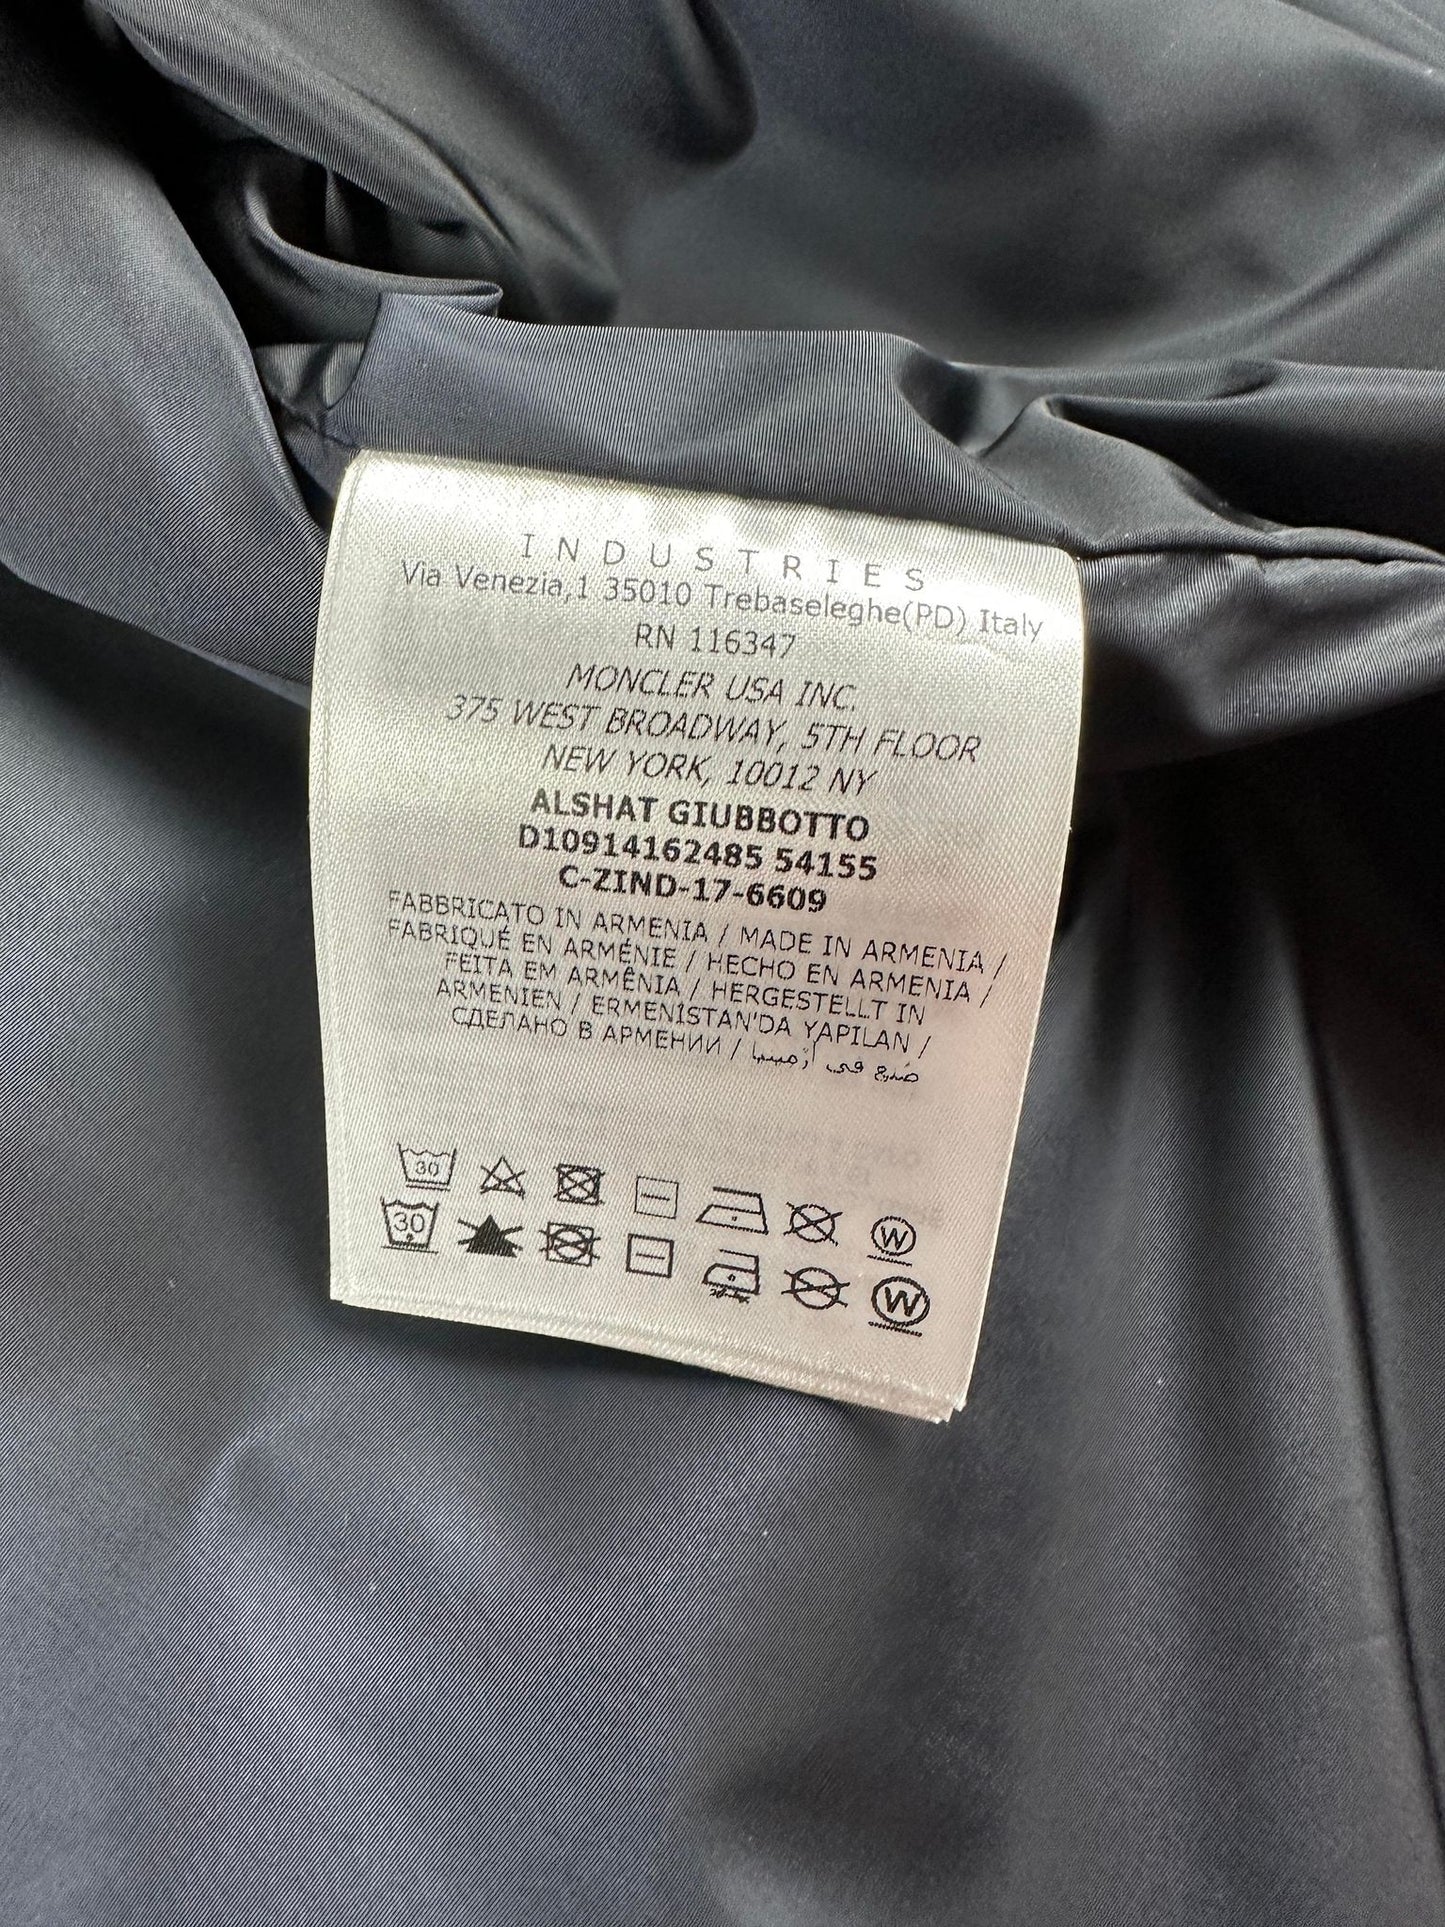 INDUSTRIES
Via Venezia,1 35010 Trebaseleghe(PD) Italy
RN 116347
MONCLER USA INC.
375 WEST BROADWAY, 5TH FLOOR
NEW YORK, 10012 NY
ALSHAT GIUBBOTTO
D10914162485 54155
C-ZIND-17-6609
FABBRICATO IN ARMENIA / MADE IN ARMENIA /
FABRIQUÉ EN ARMÉNIE / HECHO EN ARMENIA /
FEITA EM ARMÊNIA / HERGESTELLT IN
ARMENIEN / ERMENİSTAN'DA YAPILAN /
СДЕЛАНО В АРМЕНИИ / صنع في أرمينيا
30 W
30 W